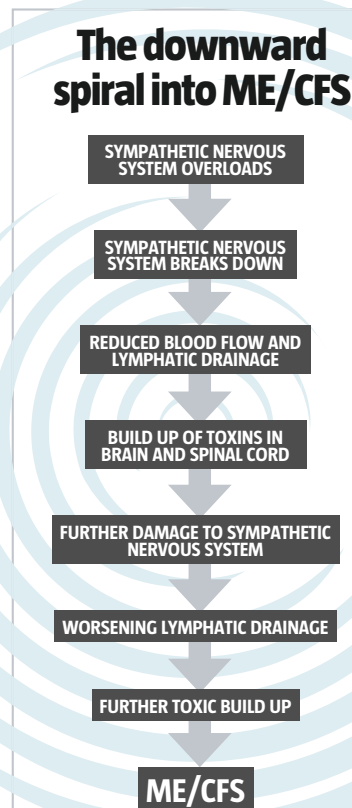 The downward
spiral into ME/CFS
SYMPATHETIC NERVOUS
SYSTEM OVERLOADS
SYMPATHETIC NERVOUS
SYSTEM BREAKS DOWN
REDUCED BLOOD FLOW AND
LYMPHATIC DRAINAGE
BUILD UP OF TOXINS IN
BRAIN AND SPINAL CORD
FURTHER DAMAGE TO SYMPATHETIC
NERVOUS SYSTEM
WORSENING LYMPHATIC DRAINAGE
FURTHER TOXIC BUILD UP
ME/CFS